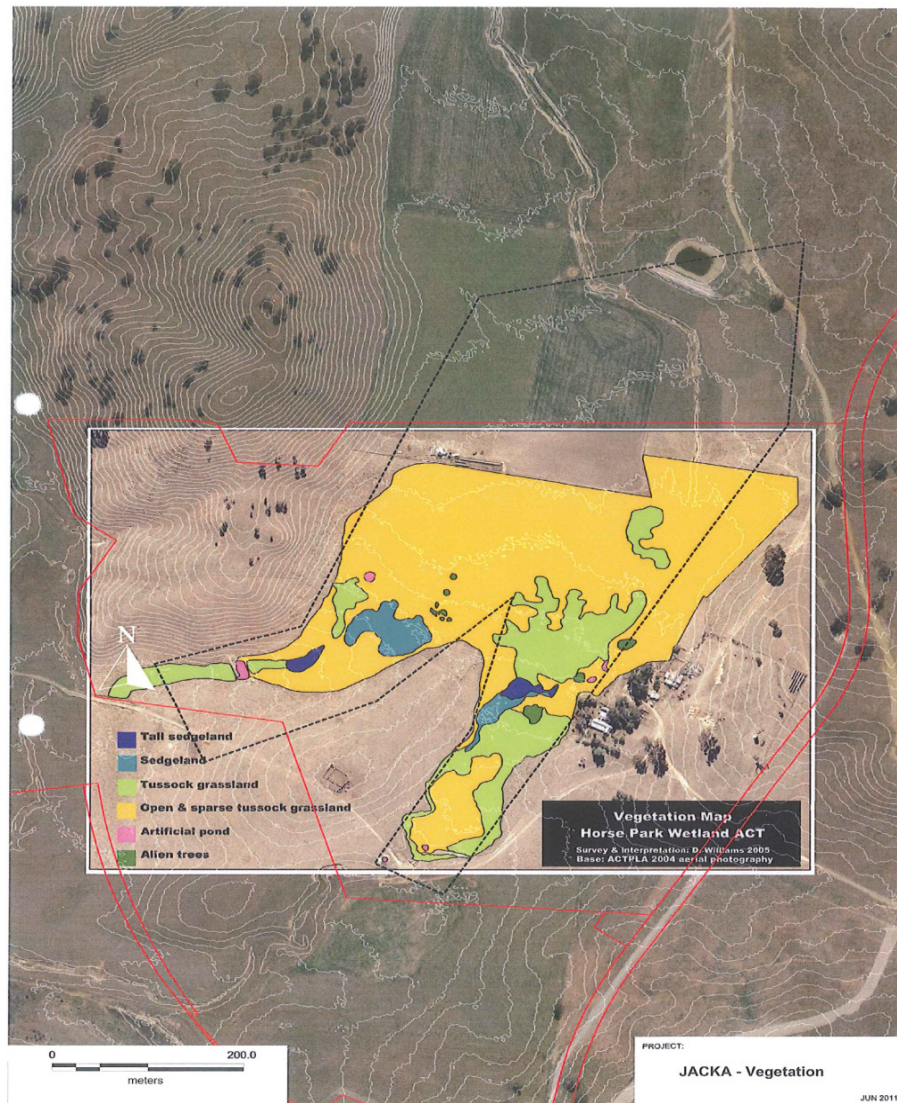 N
Tall sedgeland
Sedgeland
Tussock grassland
Open & sparse tussock grassland
Artificial pond
Alien trees
Vegetation Map
Horse Park Wetland ACT
Survey & Interpretation: D. Williams 2005
Base: ACTPLA 2004 aerial photography
0 200.0
meters
PROJECT:
JACKA - Vegetation
JUN 2011